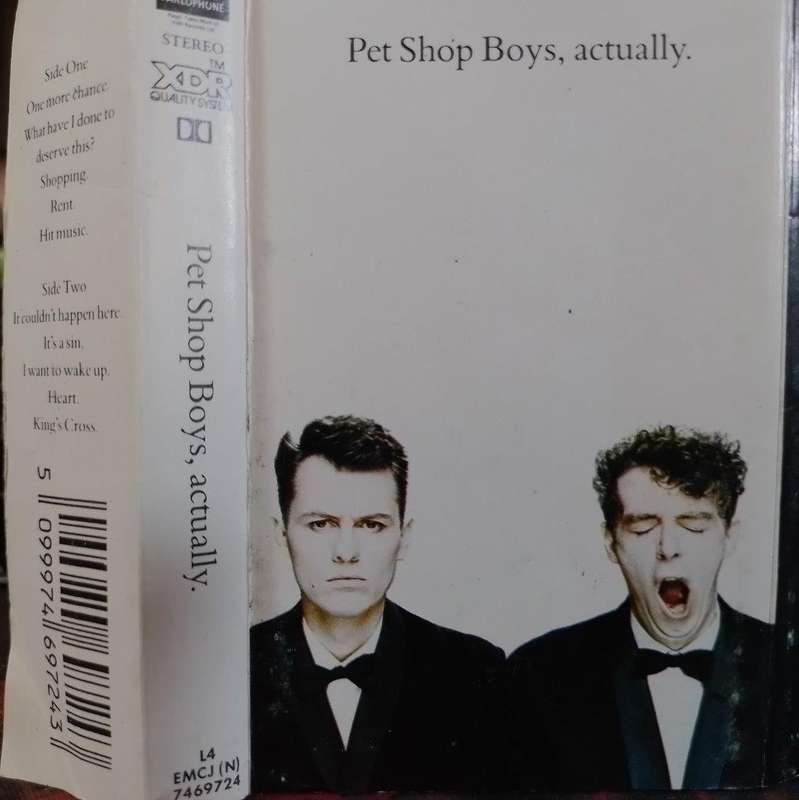 Side One
One more chance.
What have I done to
deserve this?
Shopping.
Rent.
Hit music.
Side Two
It couldn't happen here.
It's a sin.
I want to wake up.
Heart.
King's Cross.
5 099974 697243
PARLOPHONE
STEREO
XDR TM
QUALITY SYSTEM
Pet Shop Boys, actually.
L4
EMCJ (N)
7469724
Pet Shop Boys, actually.